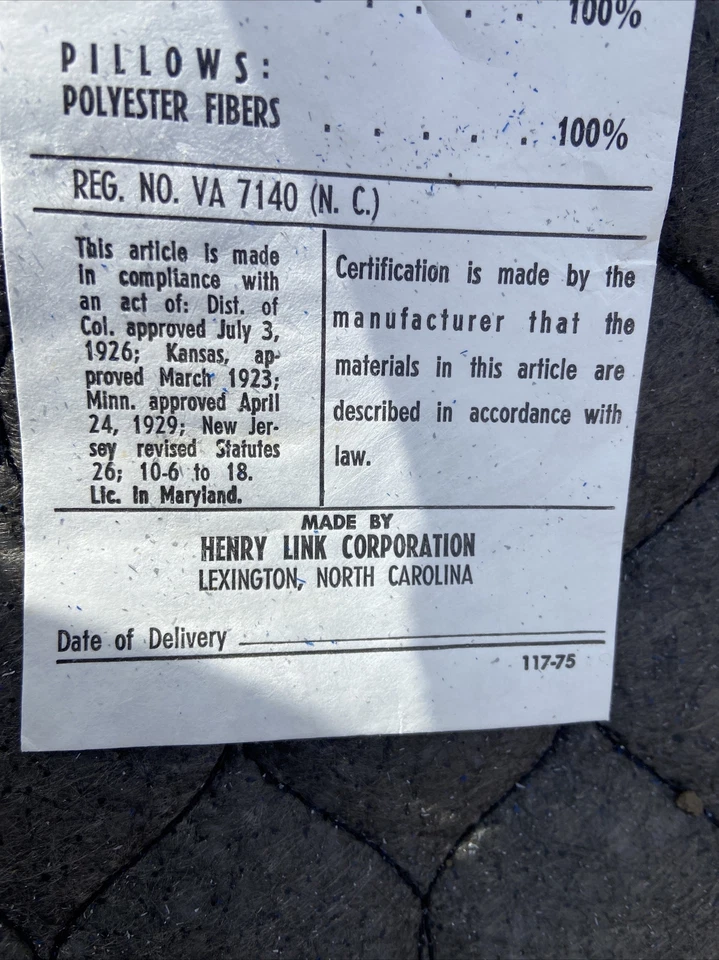 . . . . 100%
PILLOWS:
POLYESTER FIBERS
. . . . . 100%
REG. NO. VA 7140 (N. C.)
This article is made
in compliance with
an act of: Dist. of
Col. approved July 3,
1926; Kansas, ap-
proved March 1923;
Minn. approved April
24, 1929; New Jer-
sey revised Statutes
26; 10-6 to 18.
Lic. in Maryland.
Certification is made by the
manufacturer that the
materials in this article are
described in accordance with
law.
MADE BY
HENRY LINK CORPORATION
LEXINGTON, NORTH CAROLINA
Date of Delivery
117-75